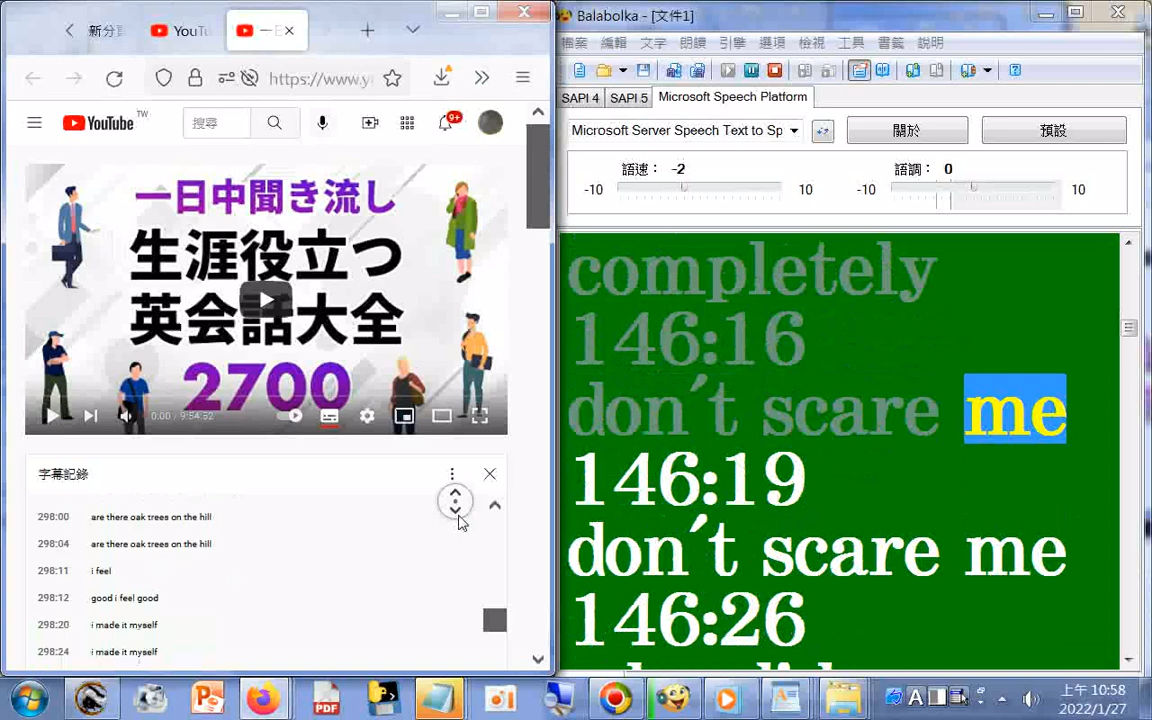 新分
YouTu
一E
https://www.y
YouTube TW
搜尋
9+
一日中聞き流し
生涯役立つ
英会話大全
2700
0:00 / 9:54:52
字幕記錄
298:00 are there oak trees on the hill
298:04 are there oak trees on the hill
298:11 i feel
298:12 good i feel good
298:20 i made it myself
298:24 i made it myself
Balabolka - [文件1]
檔案 編輯 文字 朗讀 引擎 選項 檢視 工具 書籤 說明
SAPI 4 SAPI 5 Microsoft Speech Platform
Microsoft Server Speech Text to Sp
關於
預設
語速： -2
-10 10
語調： 0
-10 10
completely
146:16
don´t scare me
146:19
don´t scare me
146:26
PDF
A
上午 10:58
2022/1/27